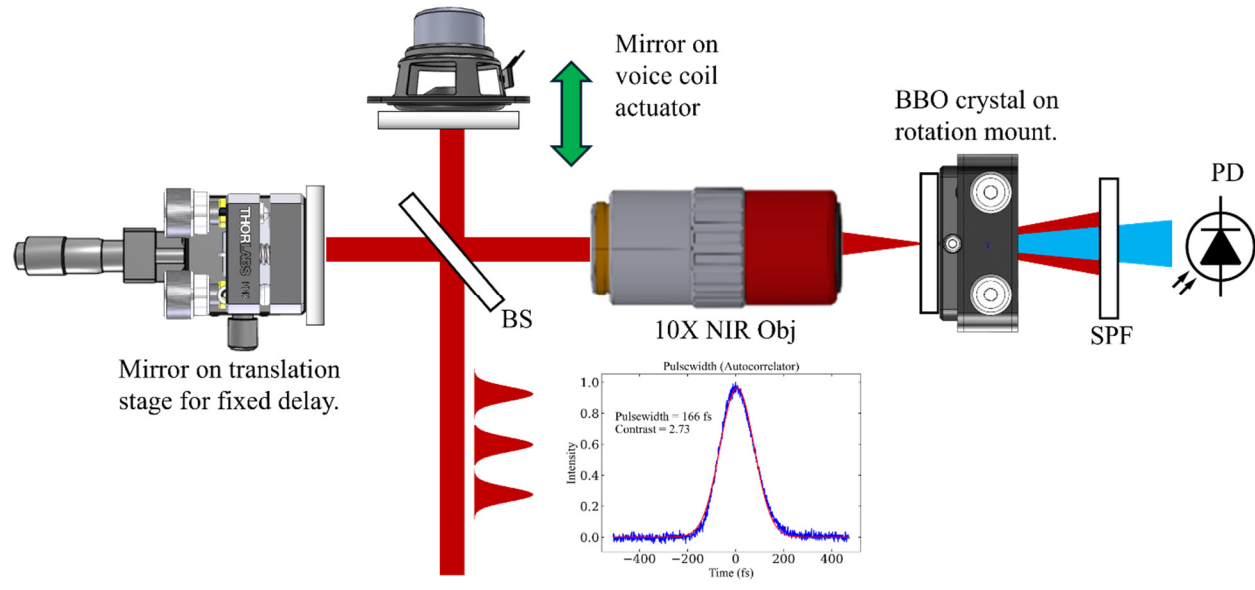 Mirror on
voice coil
actuator
BBO crystal on
rotation mount.
PD
THORLABS
BS
10X NIR Obj
SPF
Mirror on translation
stage for fixed delay.
Pulsewidth (Autocorrelator)
Pulsewidth = 166 fs
Contrast = 2.73
Intensity
1.0
0.8
0.6
0.4
0.2
0.0
−400 −200 0 200 400
Time (fs)